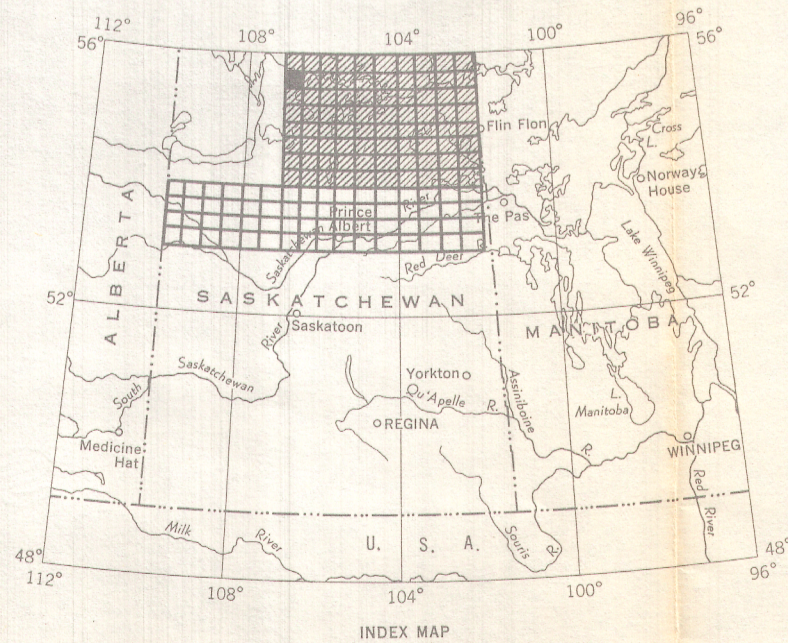 112°
108°
104°
100°
96°
56°
56°
Flin Flon
Cross
L.
Norway
House
River
Prince
Albert
The Pas
Saskatchewan
Red Deer R.
Lake Winnipeg
ALBERTA
52°
SASKATCHEWAN
52°
MANITOBA
River
Saskatoon
South
Saskatchewan
Yorkton
Qu'Apelle R.
Assiniboine
R.
L.
Manitoba
REGINA
Medicine
Hat
WINNIPEG
Red
River
Milk River
U. S. A.
Souris
R.
48°
48°
112°
108°
104°
100°
96°
INDEX MAP